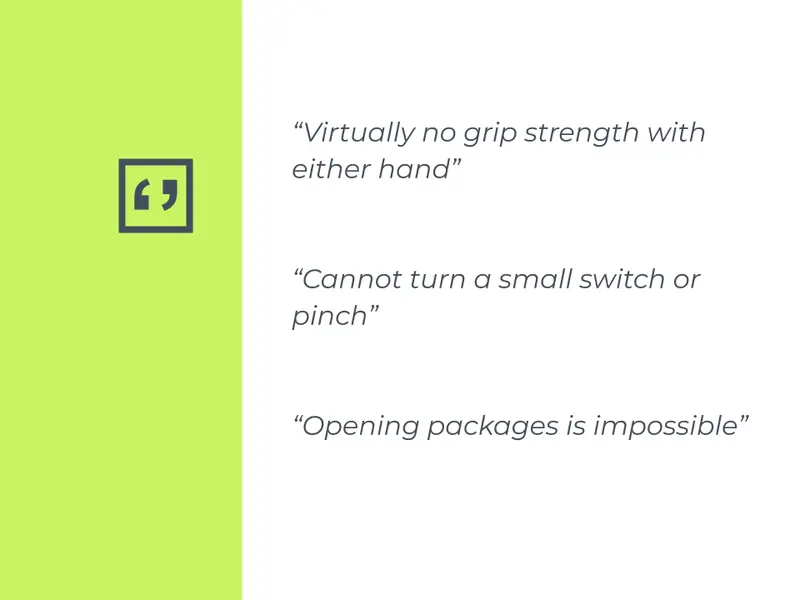 “Virtually no grip strength with
either hand”
“Cannot turn a small switch or
pinch”
“Opening packages is impossible”